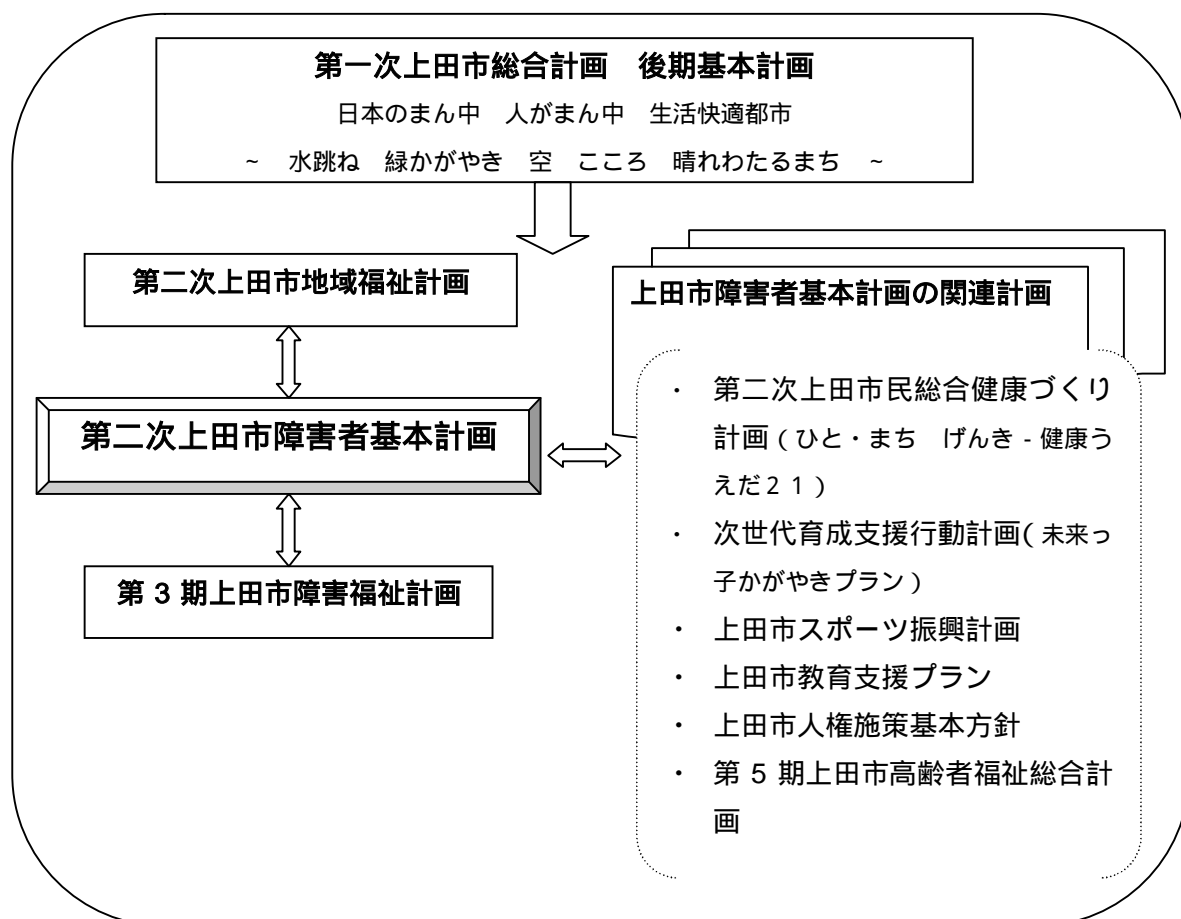 第一次上田市総合計画　後期基本計画
日本のまん中　人がまん中　生活快適都市
~　水跳ね　緑かがやき　空　こころ　晴れわたるまち　~
第二次上田市地域福祉計画
第二次上田市障害者基本計画
第3期上田市障害福祉計画
上田市障害者基本計画の関連計画
・　第二次上田市民総合健康づくり
計画（ひと・まち　げんき-健康う
えだ２１）
・　次世代育成支援行動計画（未来っ
子かがやきプラン）
・　上田市スポーツ振興計画
・　上田市教育支援プラン
・　上田市人権施策基本方針
・　第5期上田市高齢者福祉総合計
画